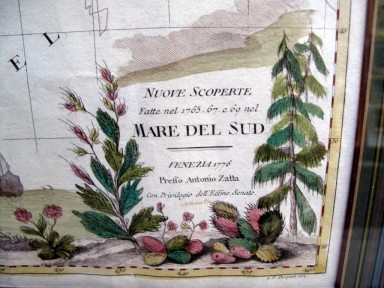 E L
NUOVE SCOPERTE
Fatte nel 1765. 67. e 69 nel
MARE DEL SUD
VENEZIA 1776
Presso Antonio Zatta
Con Privilegio dell' Eccmo Senato.